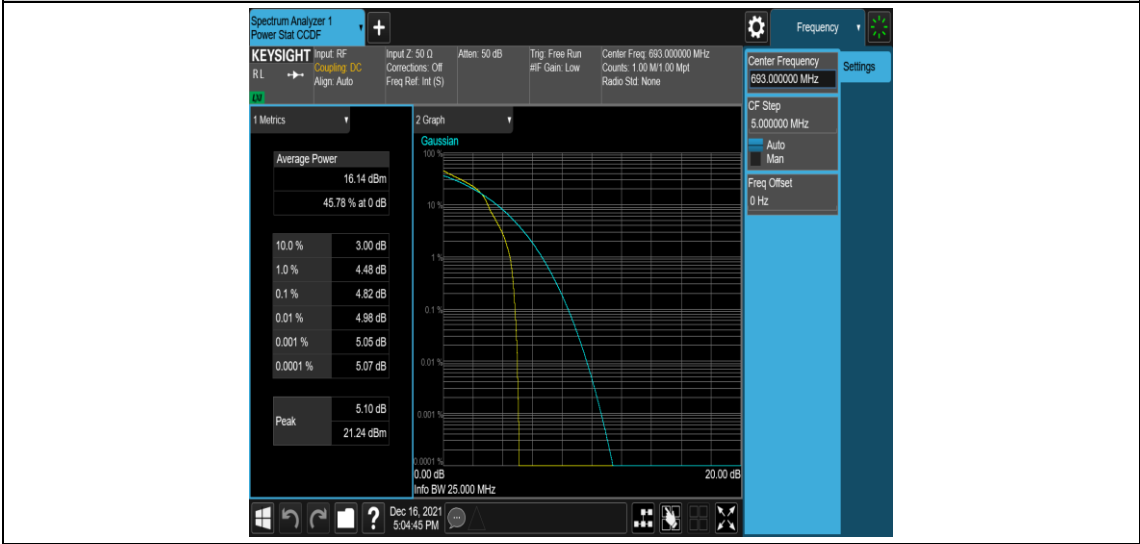 Spectrum Analyzer 1
Power Stat CCDF
+
Frequency
KEYSIGHT
Input: RF
Coupling: DC
Align: Auto
Input Z: 50 Ω
Corrections: Off
Freq Ref: Int (S)
Atten: 50 dB
Trig: Free Run
#IF Gain: Low
Center Freq: 693.000000 MHz
Counts: 1.00 M/1.00 Mpt
Radio Std: None
R L
LXI
Center Frequency
693.000000 MHz
Settings
CF Step
5.000000 MHz
Auto
Man
Freq Offset
0 Hz
1 Metrics
Average Power
16.14 dBm
45.78 % at 0 dB
10.0 % 3.00 dB
1.0 % 4.48 dB
0.1 % 4.82 dB
0.01 % 4.98 dB
0.001 % 5.05 dB
0.0001 % 5.07 dB
Peak
5.10 dB
21.24 dBm
2 Graph
Gaussian
100 %
10 %
1 %
0.1 %
0.01 %
0.001 %
0.0001 %
0.00 dB
20.00 dB
Info BW 25.000 MHz
?
Dec 16, 2021
5:04:45 PM